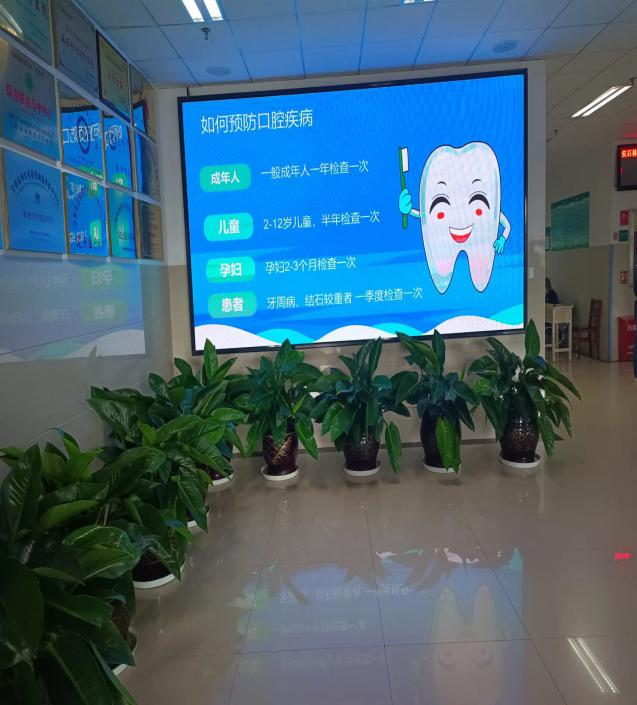 如何预防口腔疾病
成年人 一般成年人一年检查一次
儿童 2-12岁儿童，半年检查一次
孕妇 孕妇2-3个月检查一次
患者 牙周病、结石较重者 一季度检查一次